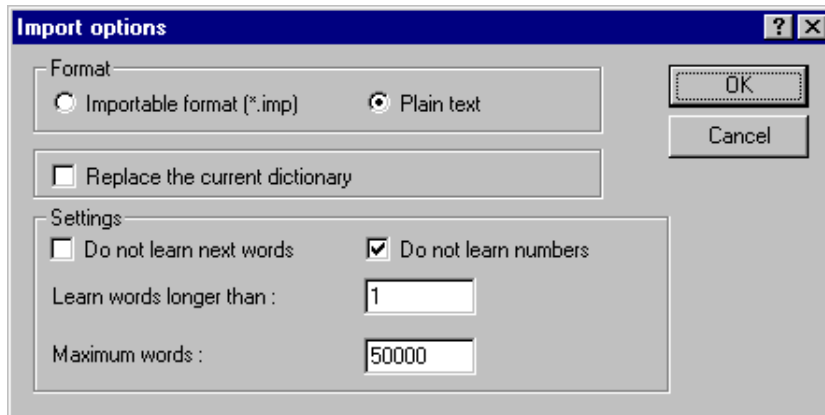 Import options
Format
Importable format (*.imp) Plain text
OK
Cancel
Replace the current dictionary
Settings
Do not learn next words Do not learn numbers
Learn words longer than : 1
Maximum words : 50000